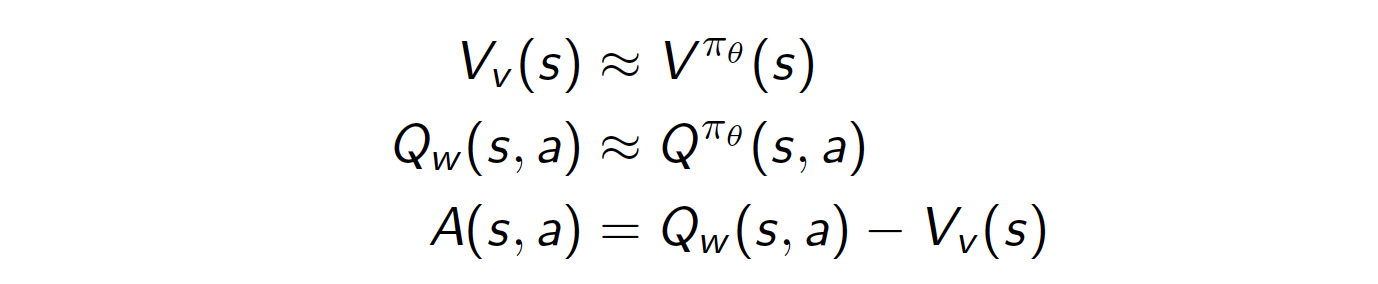 V_v(s) ≈ V^{π_θ}(s)
Q_w(s, a) ≈ Q^{π_θ}(s, a)
A(s, a) = Q_w(s, a) − V_v(s)